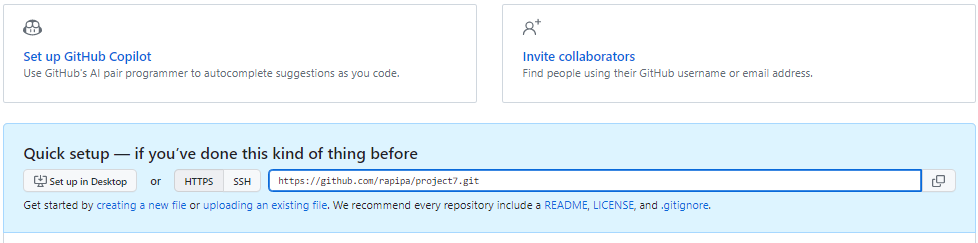 Set up GitHub Copilot
Use GitHub's AI pair programmer to autocomplete suggestions as you code.
Invite collaborators
Find people using their GitHub username or email address.
Quick setup — if you've done this kind of thing before
Set up in Desktop or HTTPS SSH https://github.com/rapipa/project7.git
Get started by creating a new file or uploading an existing file. We recommend every repository include a README, LICENSE, and .gitignore.